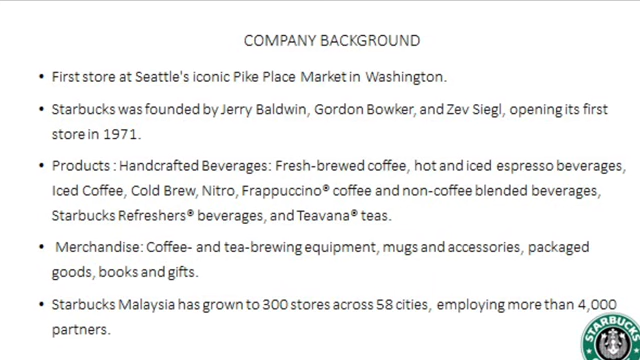 COMPANY BACKGROUND
• First store at Seattle's iconic Pike Place Market in Washington.
• Starbucks was founded by Jerry Baldwin, Gordon Bowker, and Zev Siegl, opening its first
store in 1971.
• Products : Handcrafted Beverages: Fresh-brewed coffee, hot and iced espresso beverages,
Iced Coffee, Cold Brew, Nitro, Frappuccino® coffee and non-coffee blended beverages,
Starbucks Refreshers® beverages, and Teavana® teas.
• Merchandise: Coffee- and tea-brewing equipment, mugs and accessories, packaged
goods, books and gifts.
• Starbucks Malaysia has grown to 300 stores across 58 cities, employing more than 4,000
partners.
STARBUCKS